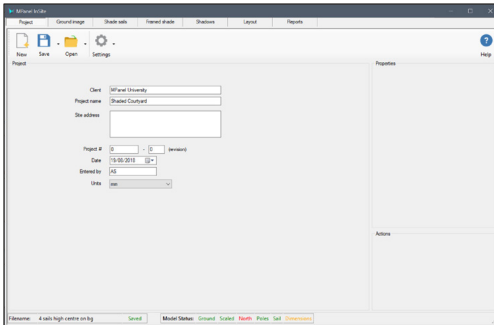 MPanel InSite
Project Ground image Shade sails Framed shade Shadows Layout Reports
New Save Open Settings Help
Project Properties
Client MPanel University
Project name Shaded Courtyard
Site address
Project # 0 - 0 (revision)
Date 19/06/2018
Entered by AS
Units mm
Actions
Filename: 4 sails high centre on bg Saved Model Status: Ground Scaled North Poles Sail Dimensions